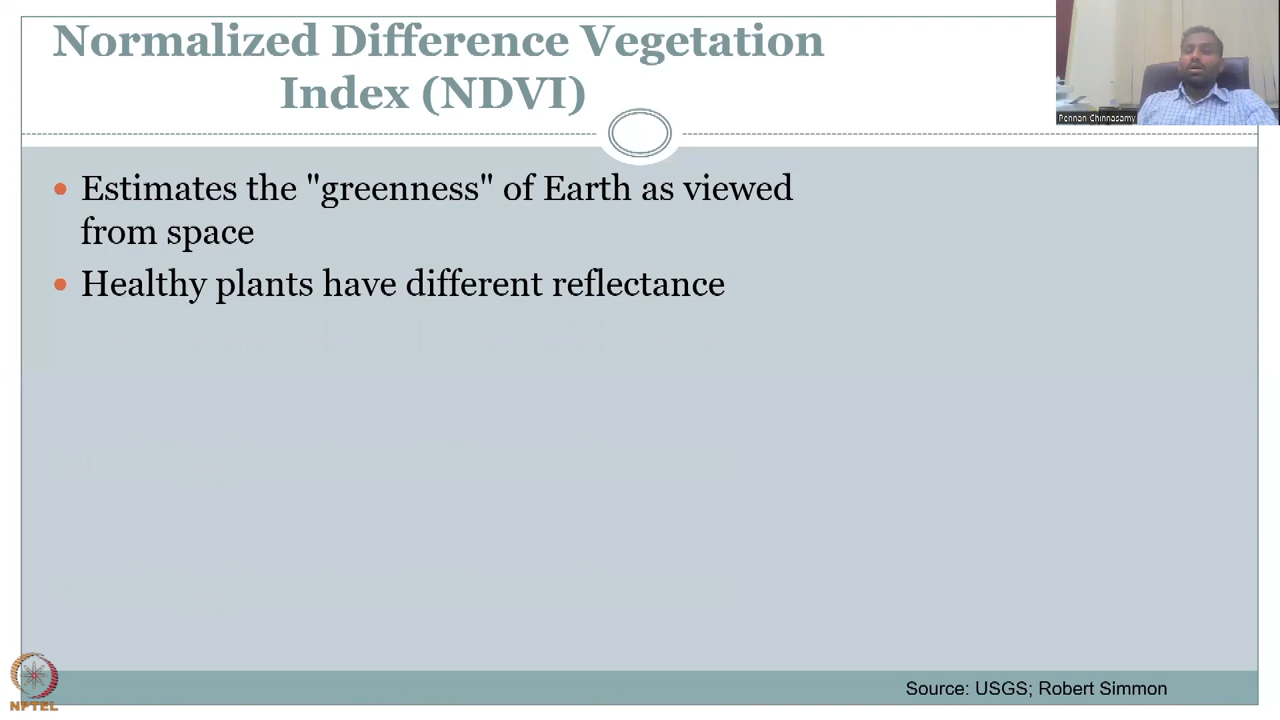 Normalized Difference Vegetation
Index (NDVI)
Pennan Chinnasamy
• Estimates the "greenness" of Earth as viewed
from space
• Healthy plants have different reflectance
Source: USGS; Robert Simmon
NPTEL